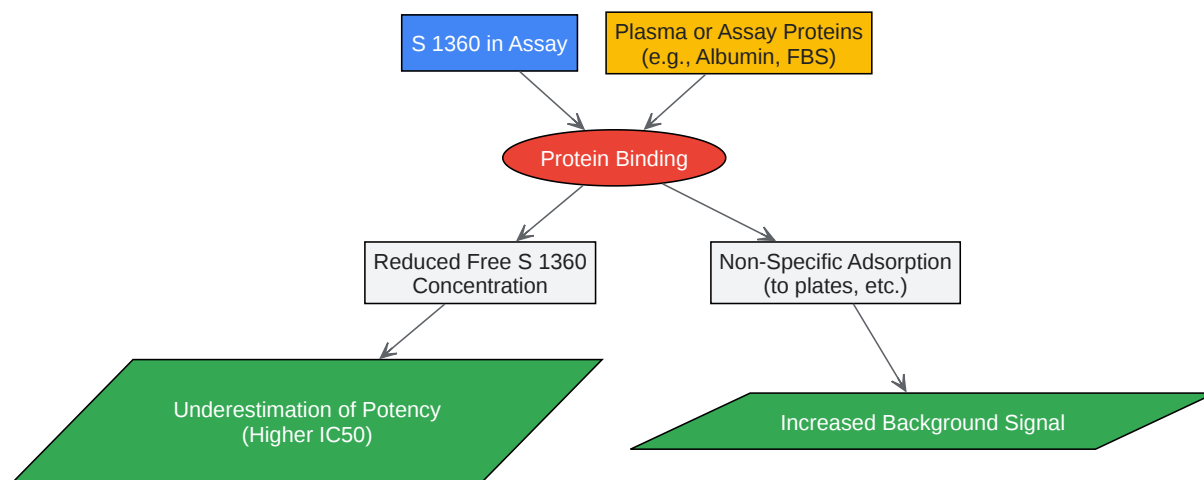 S 1360 in Assay
Plasma or Assay Proteins
(e.g., Albumin, FBS)
Protein Binding
Reduced Free S 1360
Concentration
Non-Specific Adsorption
(to plates, etc.)
Underestimation of Potency
(Higher IC50)
Increased Background Signal